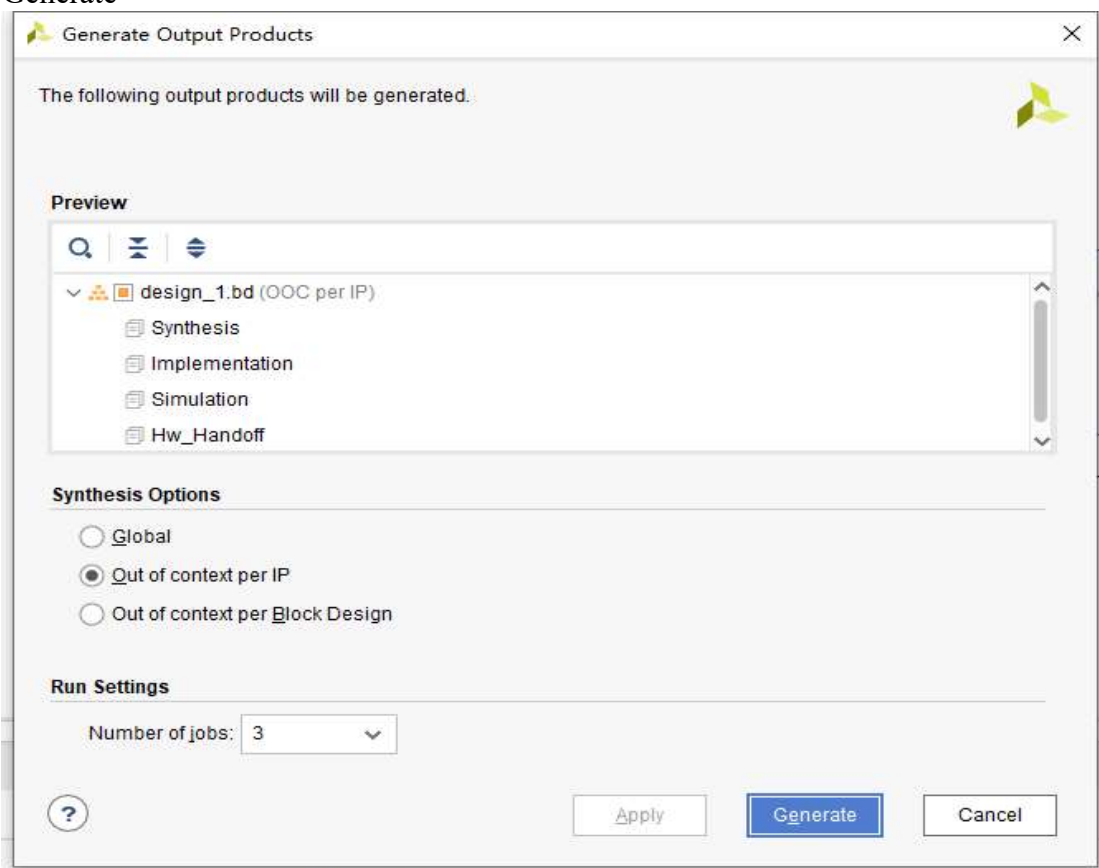 Generate
Generate Output Products
The following output products will be generated.
Preview
design_1.bd (OOC per IP)
Synthesis
Implementation
Simulation
Hw_Handoff
Synthesis Options
Global
Out of context per IP
Out of context per Block Design
Run Settings
Number of jobs: 3
? Apply Generate Cancel